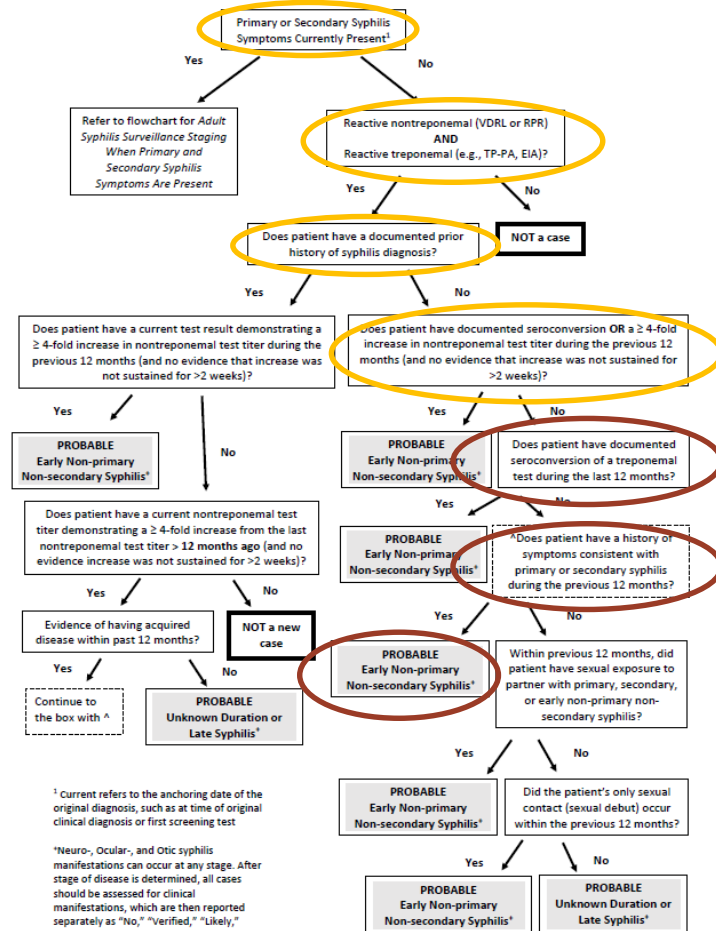 Primary or Secondary Syphilis
Symptoms Currently Present¹
Yes
No
Refer to flowchart for Adult
Syphilis Surveillance Staging
When Primary and
Secondary Syphilis
Symptoms Are Present
Reactive nontreponemal (VDRL or RPR)
AND
Reactive treponemal (e.g., TP-PA, EIA)?
Yes
No
Does patient have a documented prior
history of syphilis diagnosis?
NOT a case
Yes
No
Does patient have a current test result demonstrating a
≥ 4-fold increase in nontreponemal test titer during the
previous 12 months (and no evidence that increase was
not sustained for >2 weeks)?
Does patient have documented seroconversion OR a ≥ 4-fold
increase in nontreponemal test titer during the previous 12
months (and no evidence that increase was not sustained for
>2 weeks)?
Yes
No
Yes
No
PROBABLE
Early Non-primary
Non-secondary Syphilis*
PROBABLE
Early Non-primary
Non-secondary Syphilis*
Does patient have documented
seroconversion of a treponemal
test during the last 12 months?
Does patient have a current nontreponemal test
titer demonstrating a ≥ 4-fold increase from the last
nontreponemal test titer > 12 months ago (and no
evidence increase was not sustained for >2 weeks)?
Yes
No
PROBABLE
Early Non-primary
Non-secondary Syphilis*
^Does patient have a history of
symptoms consistent with
primary or secondary syphilis
during the previous 12 months?
Yes
No
Evidence of having acquired
disease within past 12 months?
NOT a new
case
Yes
No
PROBABLE
Early Non-primary
Non-secondary Syphilis*
Within previous 12 months, did
patient have sexual exposure to
partner with primary, secondary,
or early non-primary non-
secondary syphilis?
Yes
No
Continue to
the box with ^
PROBABLE
Unknown Duration or
Late Syphilis*
Yes
No
PROBABLE
Early Non-primary
Non-secondary Syphilis*
Did the patient's only sexual
contact (sexual debut) occur
within the previous 12 months?
Yes
No
PROBABLE
Early Non-primary
Non-secondary Syphilis*
PROBABLE
Unknown Duration or
Late Syphilis*
¹ Current refers to the anchoring date of the
original diagnosis, such as at time of original
clinical diagnosis or first screening test
*Neuro-, Ocular-, and Otic syphilis
manifestations can occur at any stage. After
stage of disease is determined, all cases
should be assessed for clinical
manifestations, which are then reported
separately as “No,” “Verified,” “Likely,”